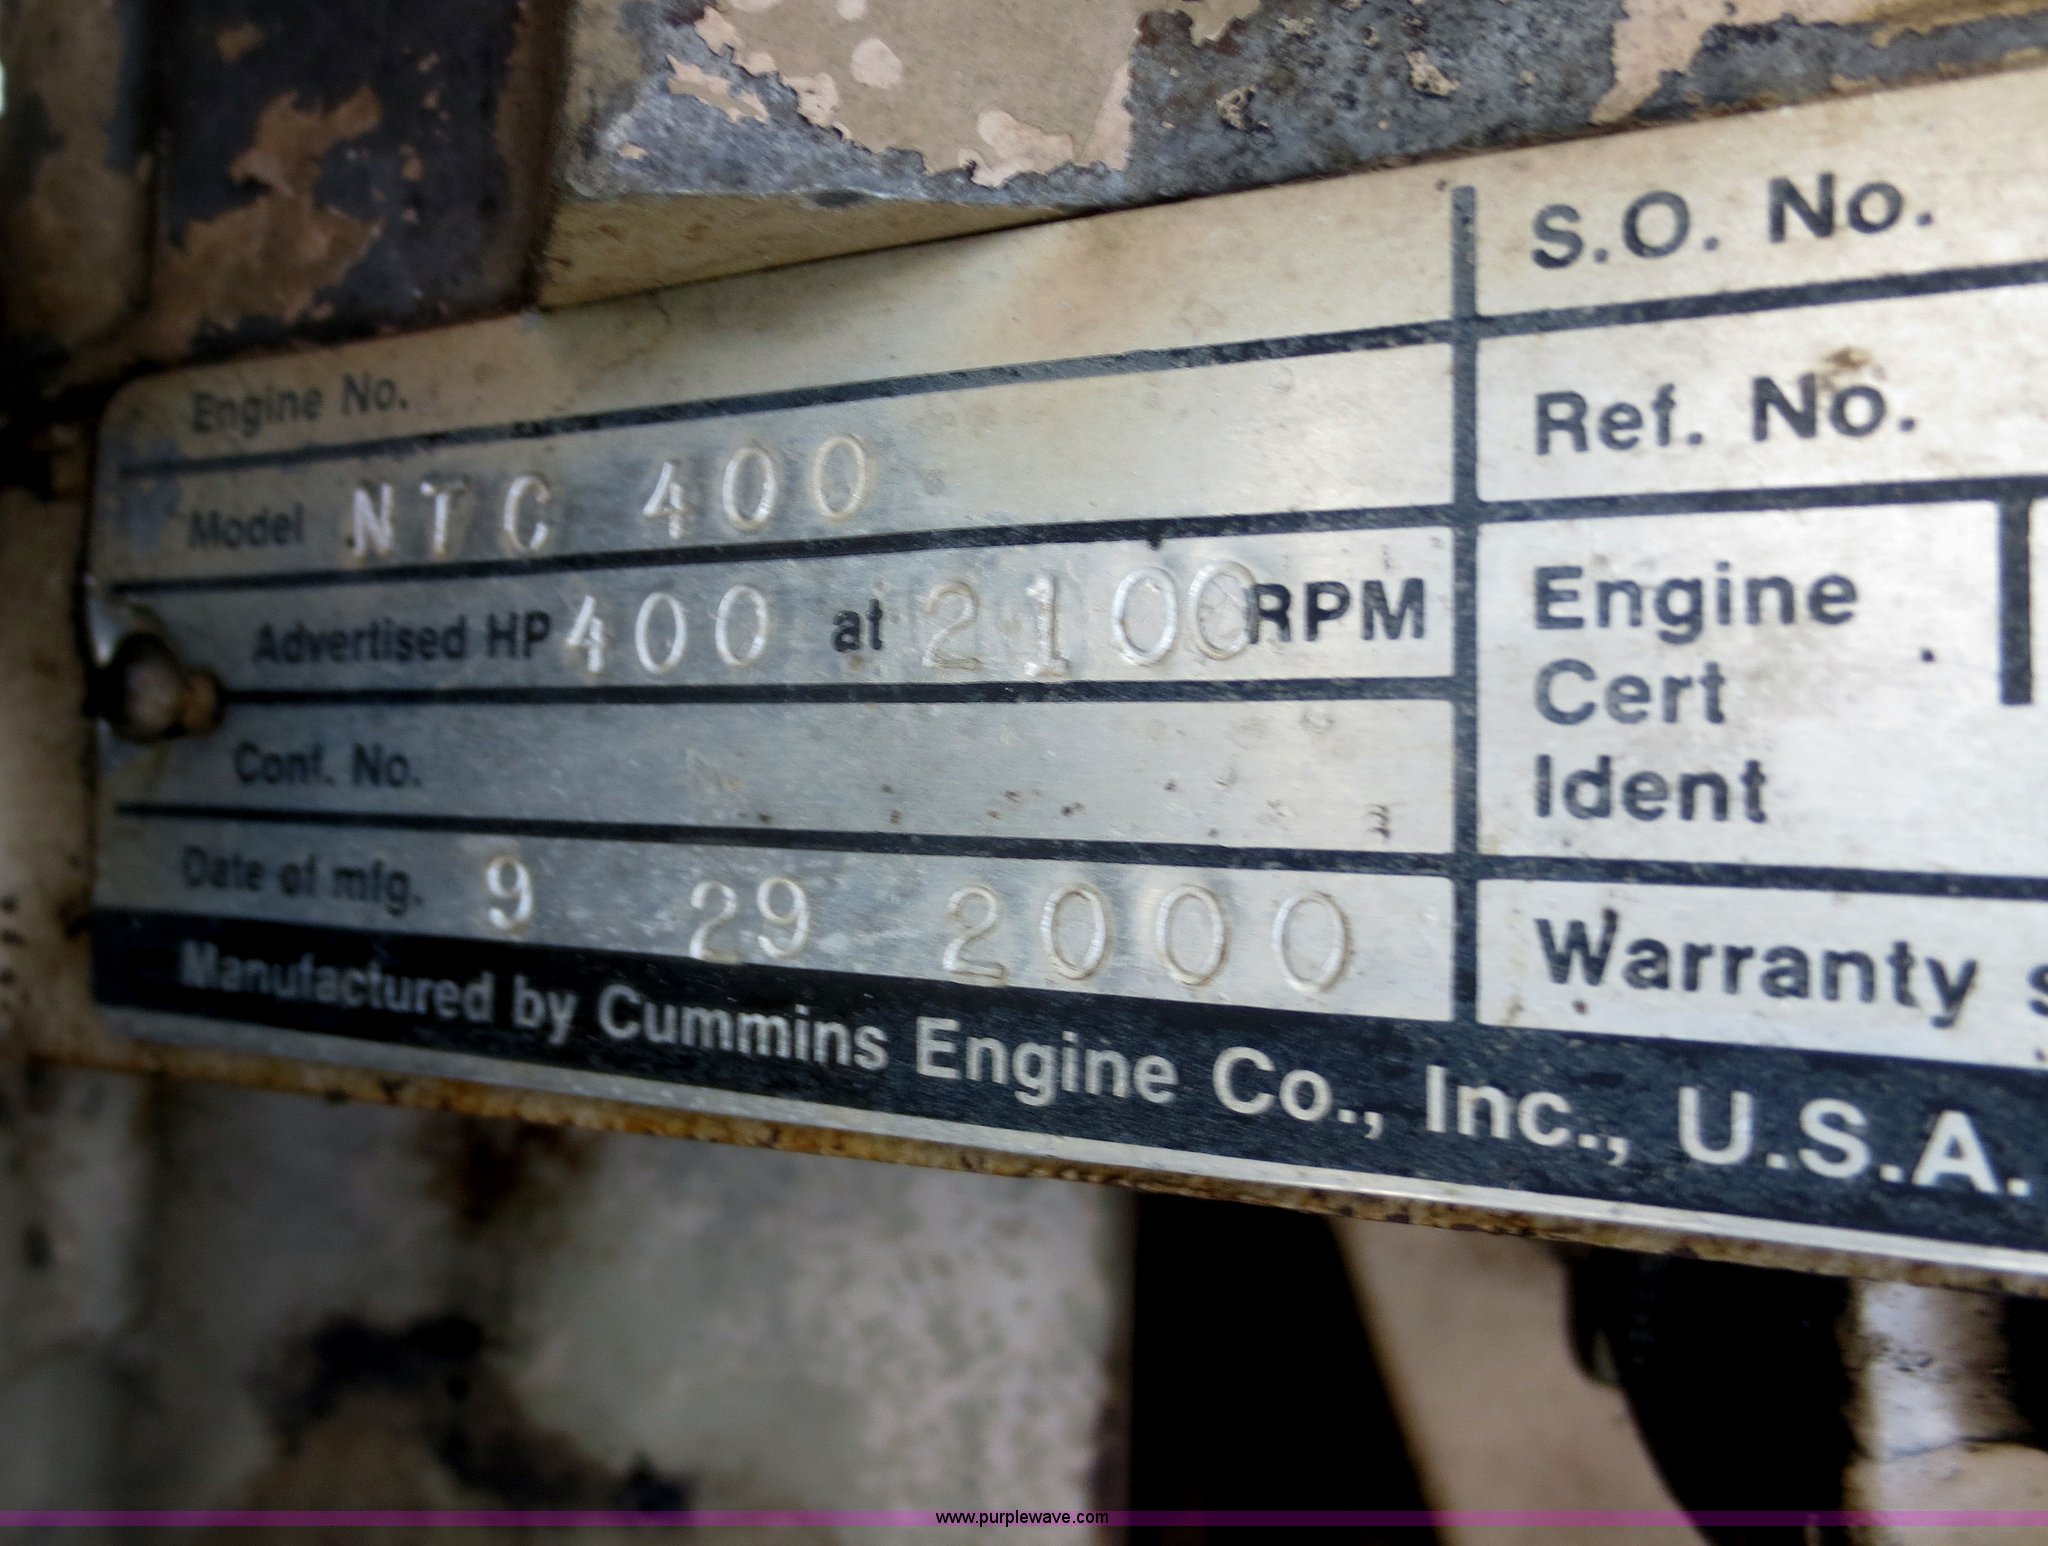 Engine No.
Model NTC 400
Advertised HP 400 at 2100 RPM
Conf. No.
Date of mfg. 9 29 2000
S.O. No.
Ref. No.
Engine
Cert
Ident
Warranty
Manufactured by Cummins Engine Co., Inc., U.S.A.
www.purplewave.com